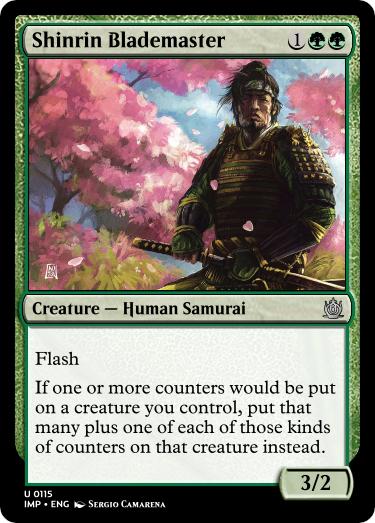 Shinrin Blademaster 1
Creature — Human Samurai
Flash
If one or more counters would be put
on a creature you control, put that
many plus one of each of those kinds
of counters on that creature instead.
3/2
U 0115
IMP • ENG Sergio Camarena